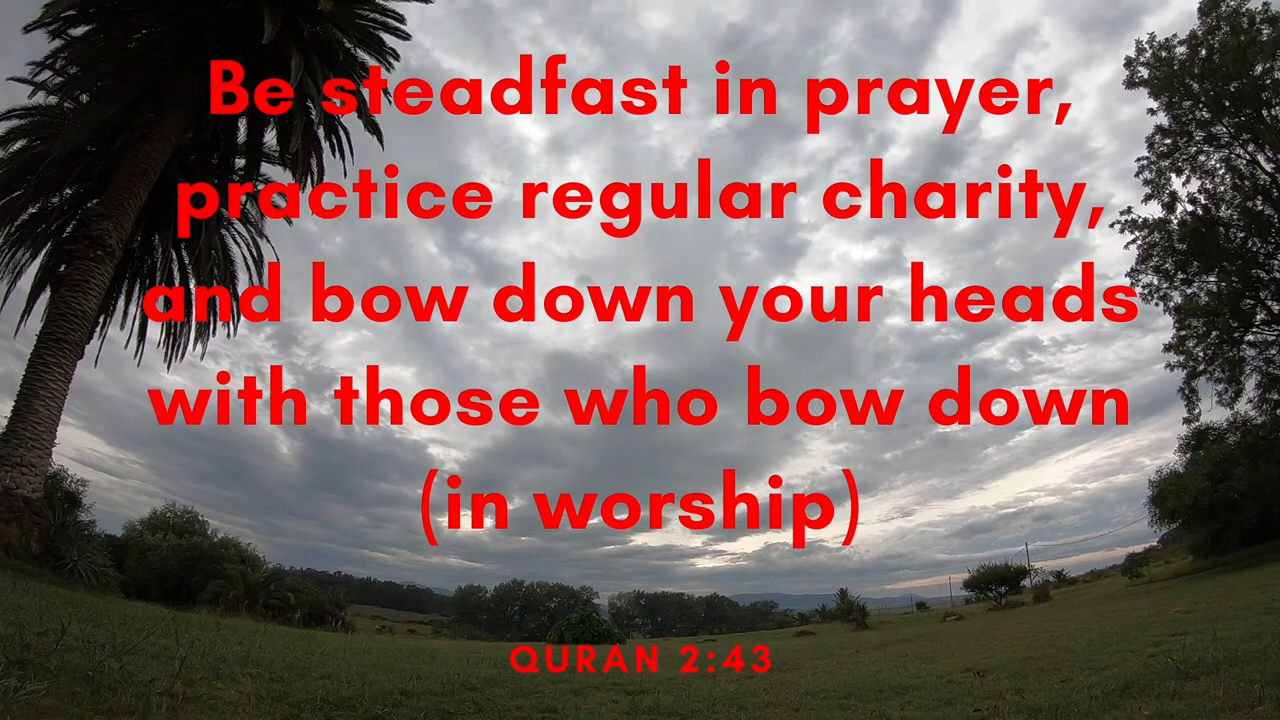 Be steadfast in prayer,
practice regular charity,
and bow down your heads
with those who bow down
(in worship)
QURAN 2:43